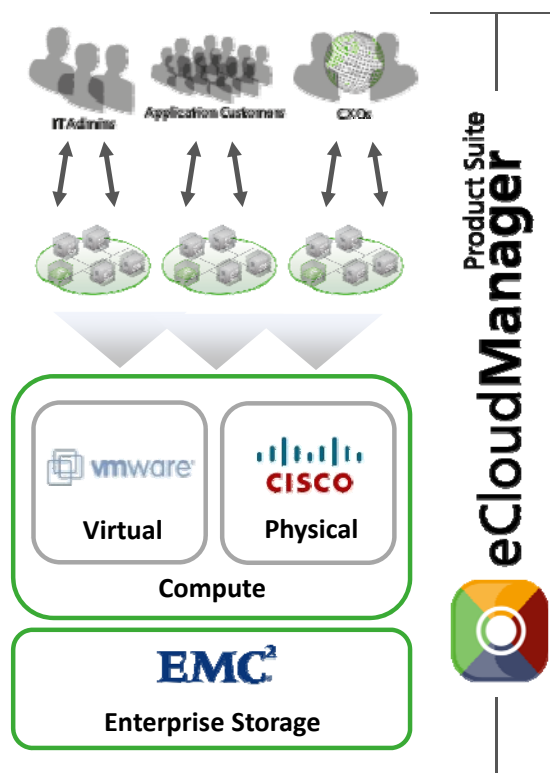 IT Admins
Application Customers
CXOs
vmware
Virtual
CISCO
Physical
Compute
EMC²
Enterprise Storage
Product Suite
eCloudManager